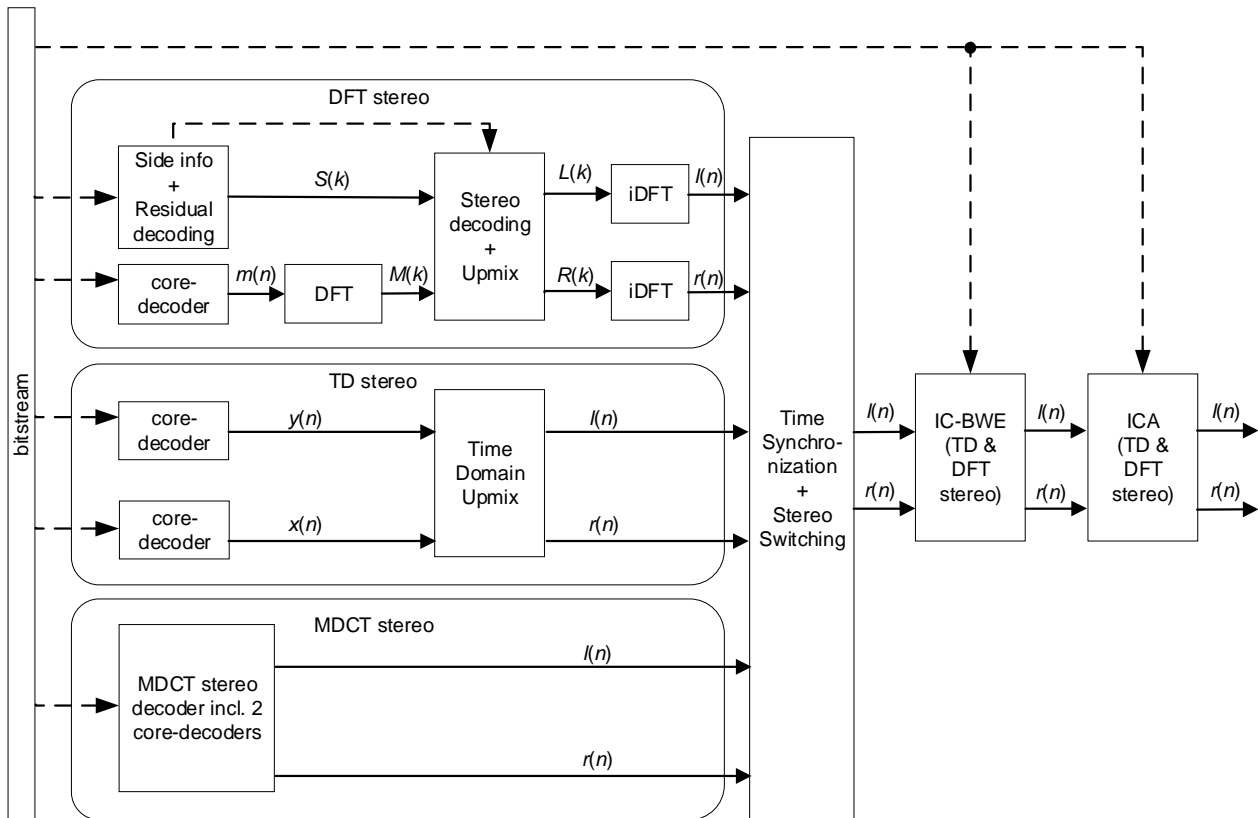 bitstream
DFT stereo
Side info
+
Residual
decoding
S(k)
Stereo
decoding
+
Upmix
L(k)
iDFT
l(n)
core-
decoder
m(n)
DFT
M(k)
R(k)
iDFT
r(n)
TD stereo
core-
decoder
y(n)
Time
Domain
Upmix
l(n)
core-
decoder
x(n)
r(n)
MDCT stereo
MDCT stereo
decoder incl. 2
core-decoders
l(n)
r(n)
Time
Synchro-
nization
+
Stereo
Switching
l(n)
r(n)
IC-BWE
(TD &
DFT
stereo)
l(n)
r(n)
ICA
(TD &
DFT
stereo)
l(n)
r(n)